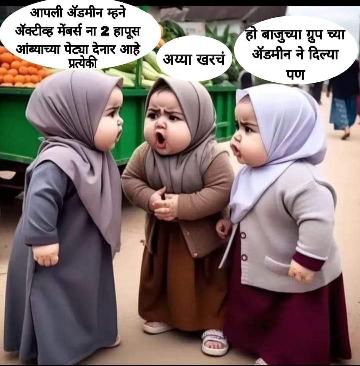 आपली ॲडमीन म्हने
ॲक्टीव्ह मेंबर्स ना 2 हापूस
आंब्याच्या पेट्या देनार आहे
प्रत्येकी
अय्या खरचं
हो बाजुच्या ग्रुप च्या
ॲडमीन ने दिल्या
पण